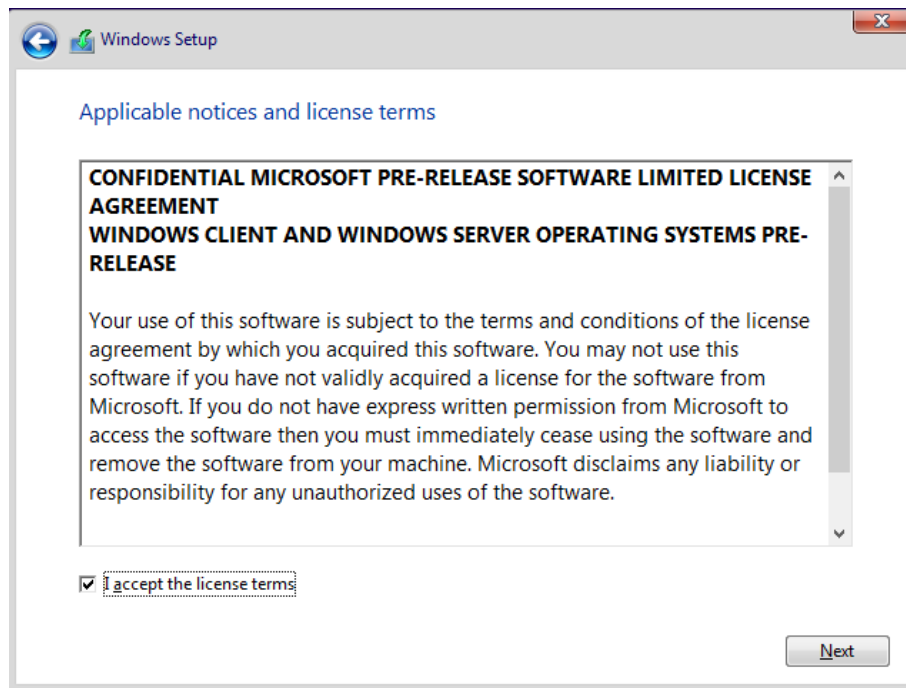 Windows Setup
Applicable notices and license terms
CONFIDENTIAL MICROSOFT PRE-RELEASE SOFTWARE LIMITED LICENSE
AGREEMENT
WINDOWS CLIENT AND WINDOWS SERVER OPERATING SYSTEMS PRE-
RELEASE
Your use of this software is subject to the terms and conditions of the license
agreement by which you acquired this software. You may not use this
software if you have not validly acquired a license for the software from
Microsoft. If you do not have express written permission from Microsoft to
access the software then you must immediately cease using the software and
remove the software from your machine. Microsoft disclaims any liability or
responsibility for any unauthorized uses of the software.
I accept the license terms
Next